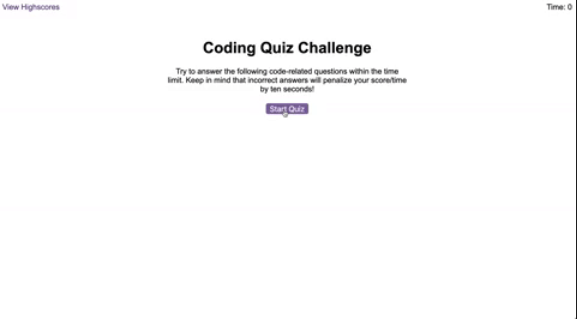 View Highscores
Time: 0
Coding Quiz Challenge
Try to answer the following code-related questions within the time
limit. Keep in mind that incorrect answers will penalize your score/time
by ten seconds!
Start Quiz